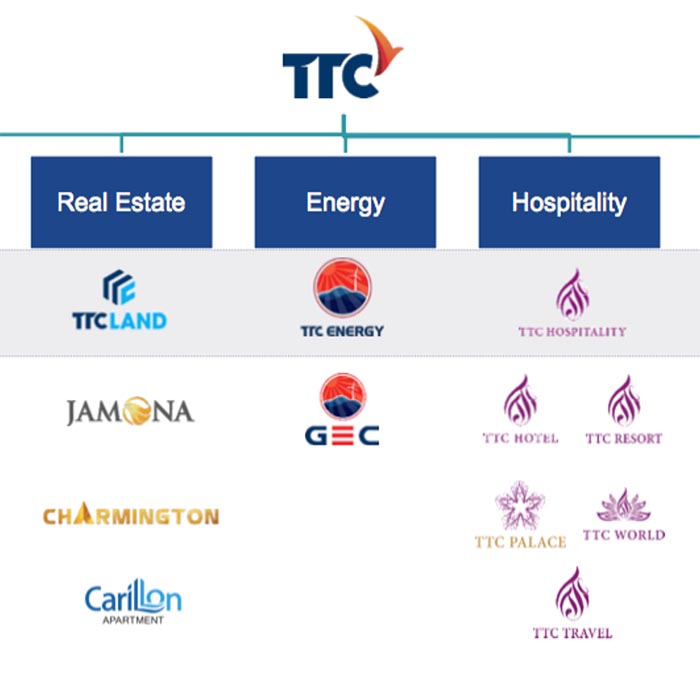 TTC
Real Estate
Energy
Hospitality
TTC LAND
TTC ENERGY
TTC HOSPITALITY
JAMONA
GEC
TTC HOTEL
TTC RESORT
CHARMINGTON
TTC PALACE
TTC WORLD
Carillon
APARTMENT
TTC TRAVEL